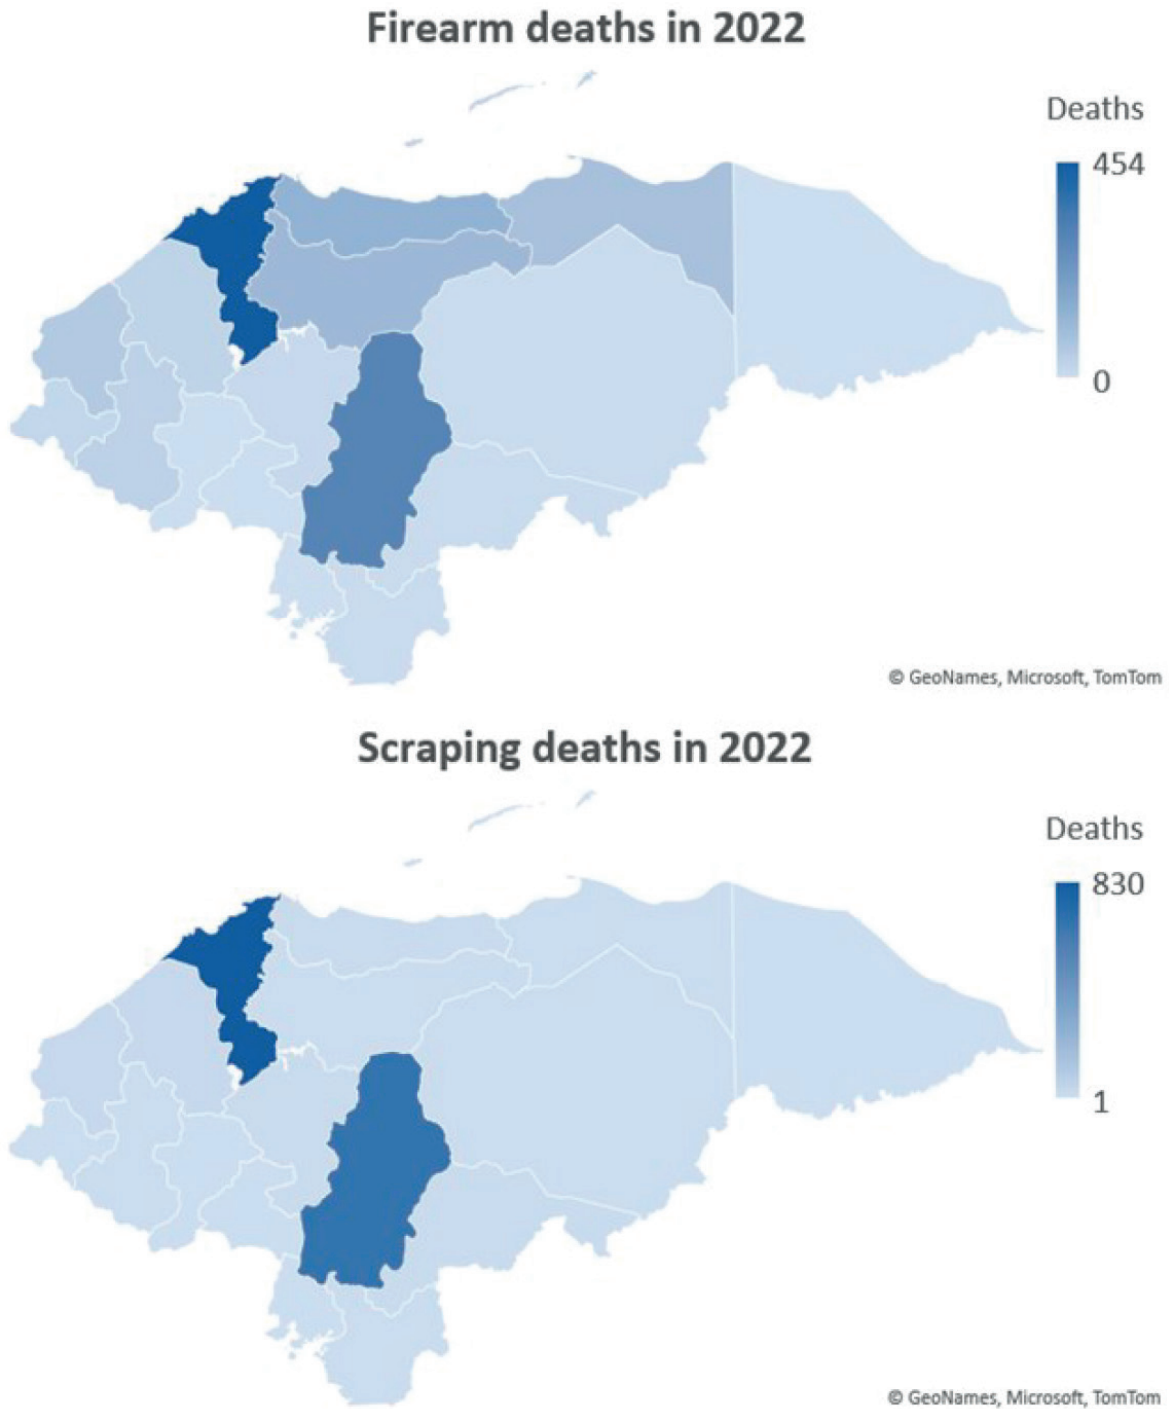 Firearm deaths in 2022
Deaths
454
0
© GeoNames, Microsoft, TomTom
Scraping deaths in 2022
Deaths
830
1
© GeoNames, Microsoft, TomTom